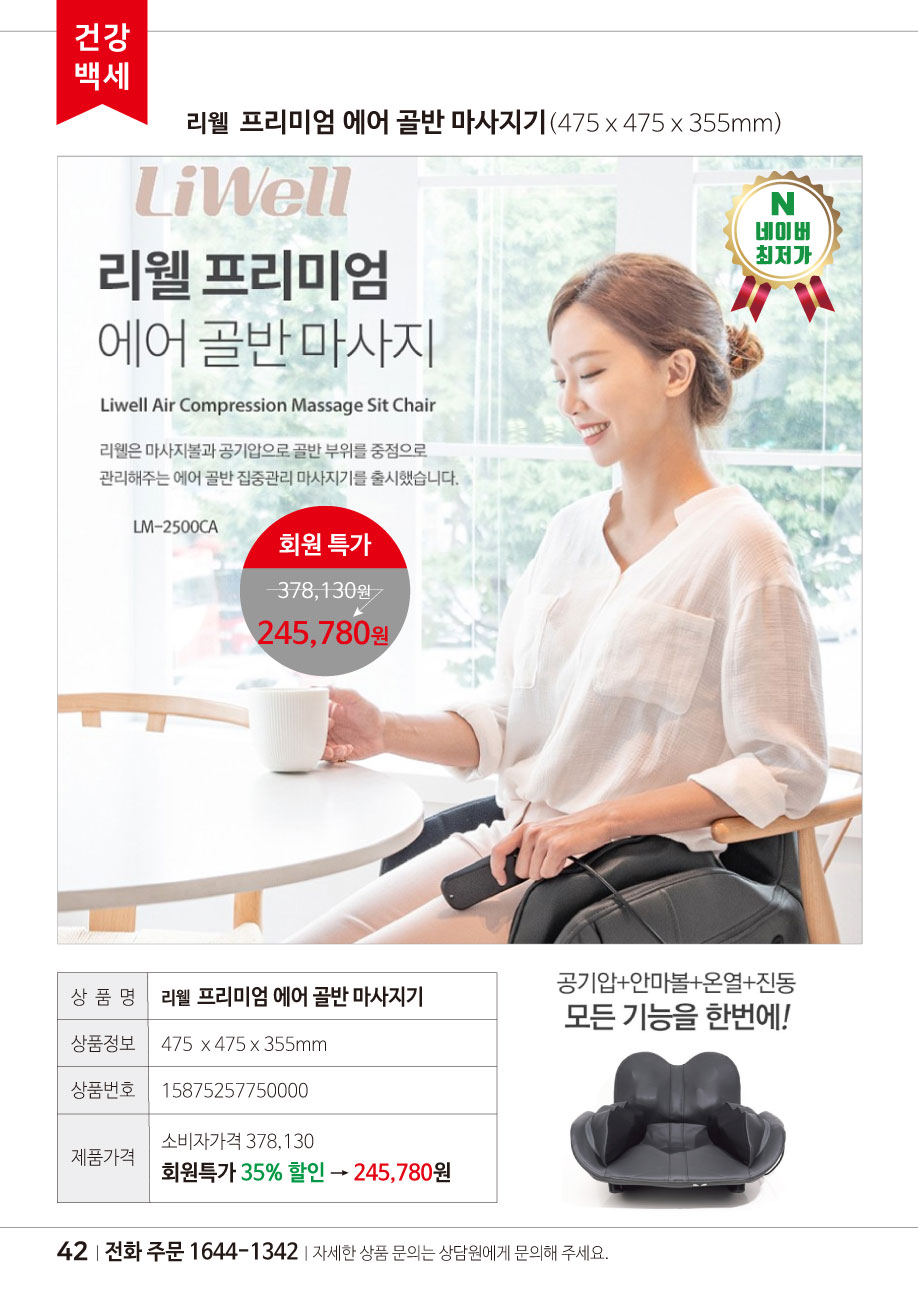 건강
백세
리웰 프리미엄 에어 골반 마사지기(475 x 475 x 355mm)
LiWell
N
네이버
최저가
리웰 프리미엄
에어 골반 마사지
Liwell Air Compression Massage Sit Chair
리웰은 마사지볼과 공기압으로 골반 부위를 중점으로
관리해주는 에어 골반 집중관리 마사지기를 출시했습니다.
LM-2500CA
회원 특가
378,130원
245,780원
상 품 명 리웰 프리미엄 에어 골반 마사지기
상품정보 475 x 475 x 355mm
상품번호 15875257750000
제품가격 소비자가격 378,130
회원특가 35% 할인 → 245,780원
공기압+안마볼+온열+진동
모든 기능을 한번에!
42 | 전화 주문 1644-1342 | 자세한 상품 문의는 상담원에게 문의해 주세요.